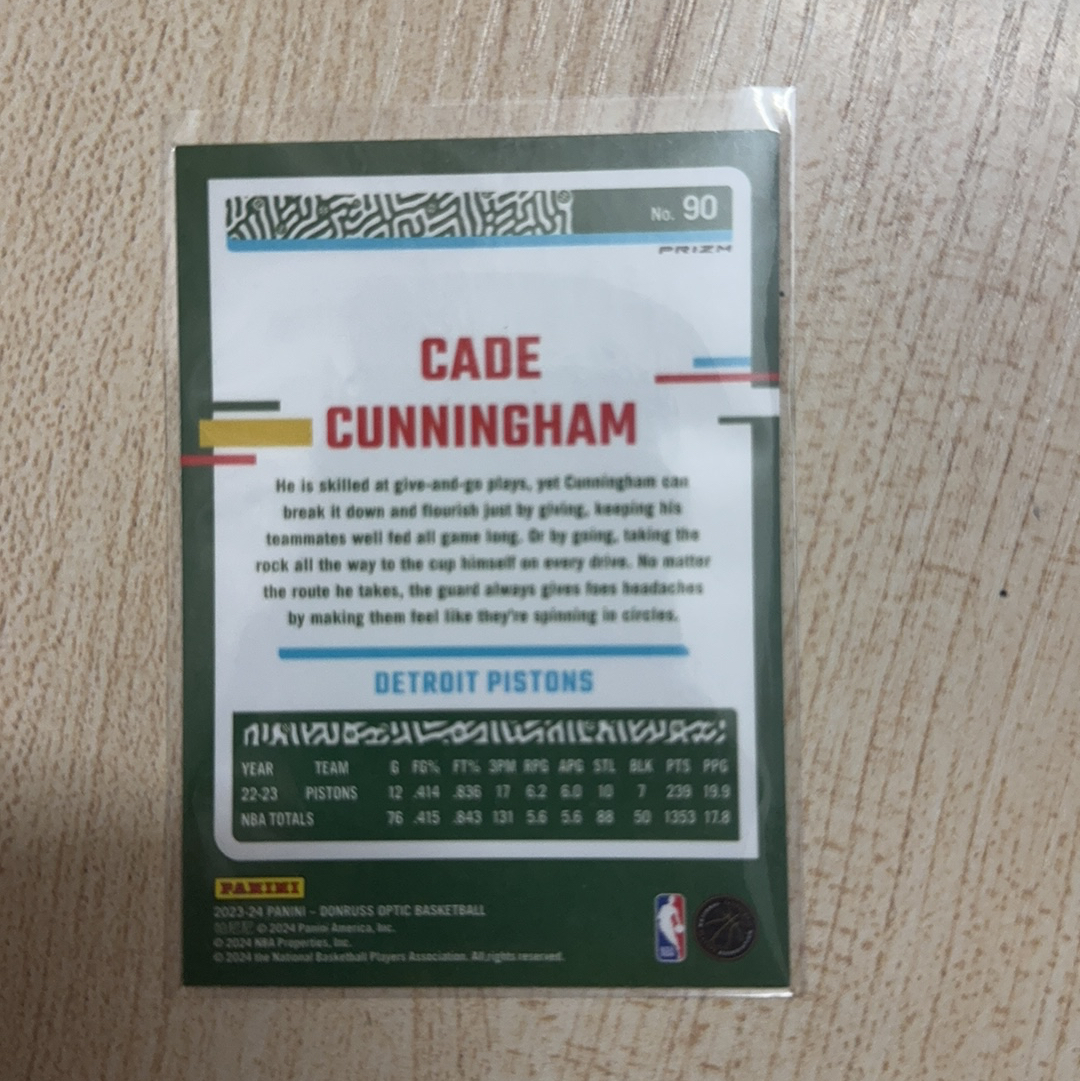 No. 90
PRIZM
CADE
CUNNINGHAM
He is skilled at give-and-go plays, yet Cunningham can
break it down and flourish just by giving, keeping his
teammates well fed all game long. Or by going, taking the
rock all the way to the cup himself on every drive. No matter
the route he takes, the guard always gives foes headaches
by making them feel like they're spinning in circles.
DETROIT PISTONS
YEAR TEAM G FG% FT% 3PM RPG APG STL BLK PTS PPG
22-23 PISTONS 12 .414 .836 17 6.2 6.0 10 7 239 19.9
NBA TOTALS 76 .415 .843 131 5.6 5.6 88 50 1353 17.8
PANINI
2023-24 PANINI – DONRUSS OPTIC BASKETBALL
© 2024 Panini America, Inc.
© 2024 NBA Properties, Inc.
© 2024 the National Basketball Players Association. All rights reserved.